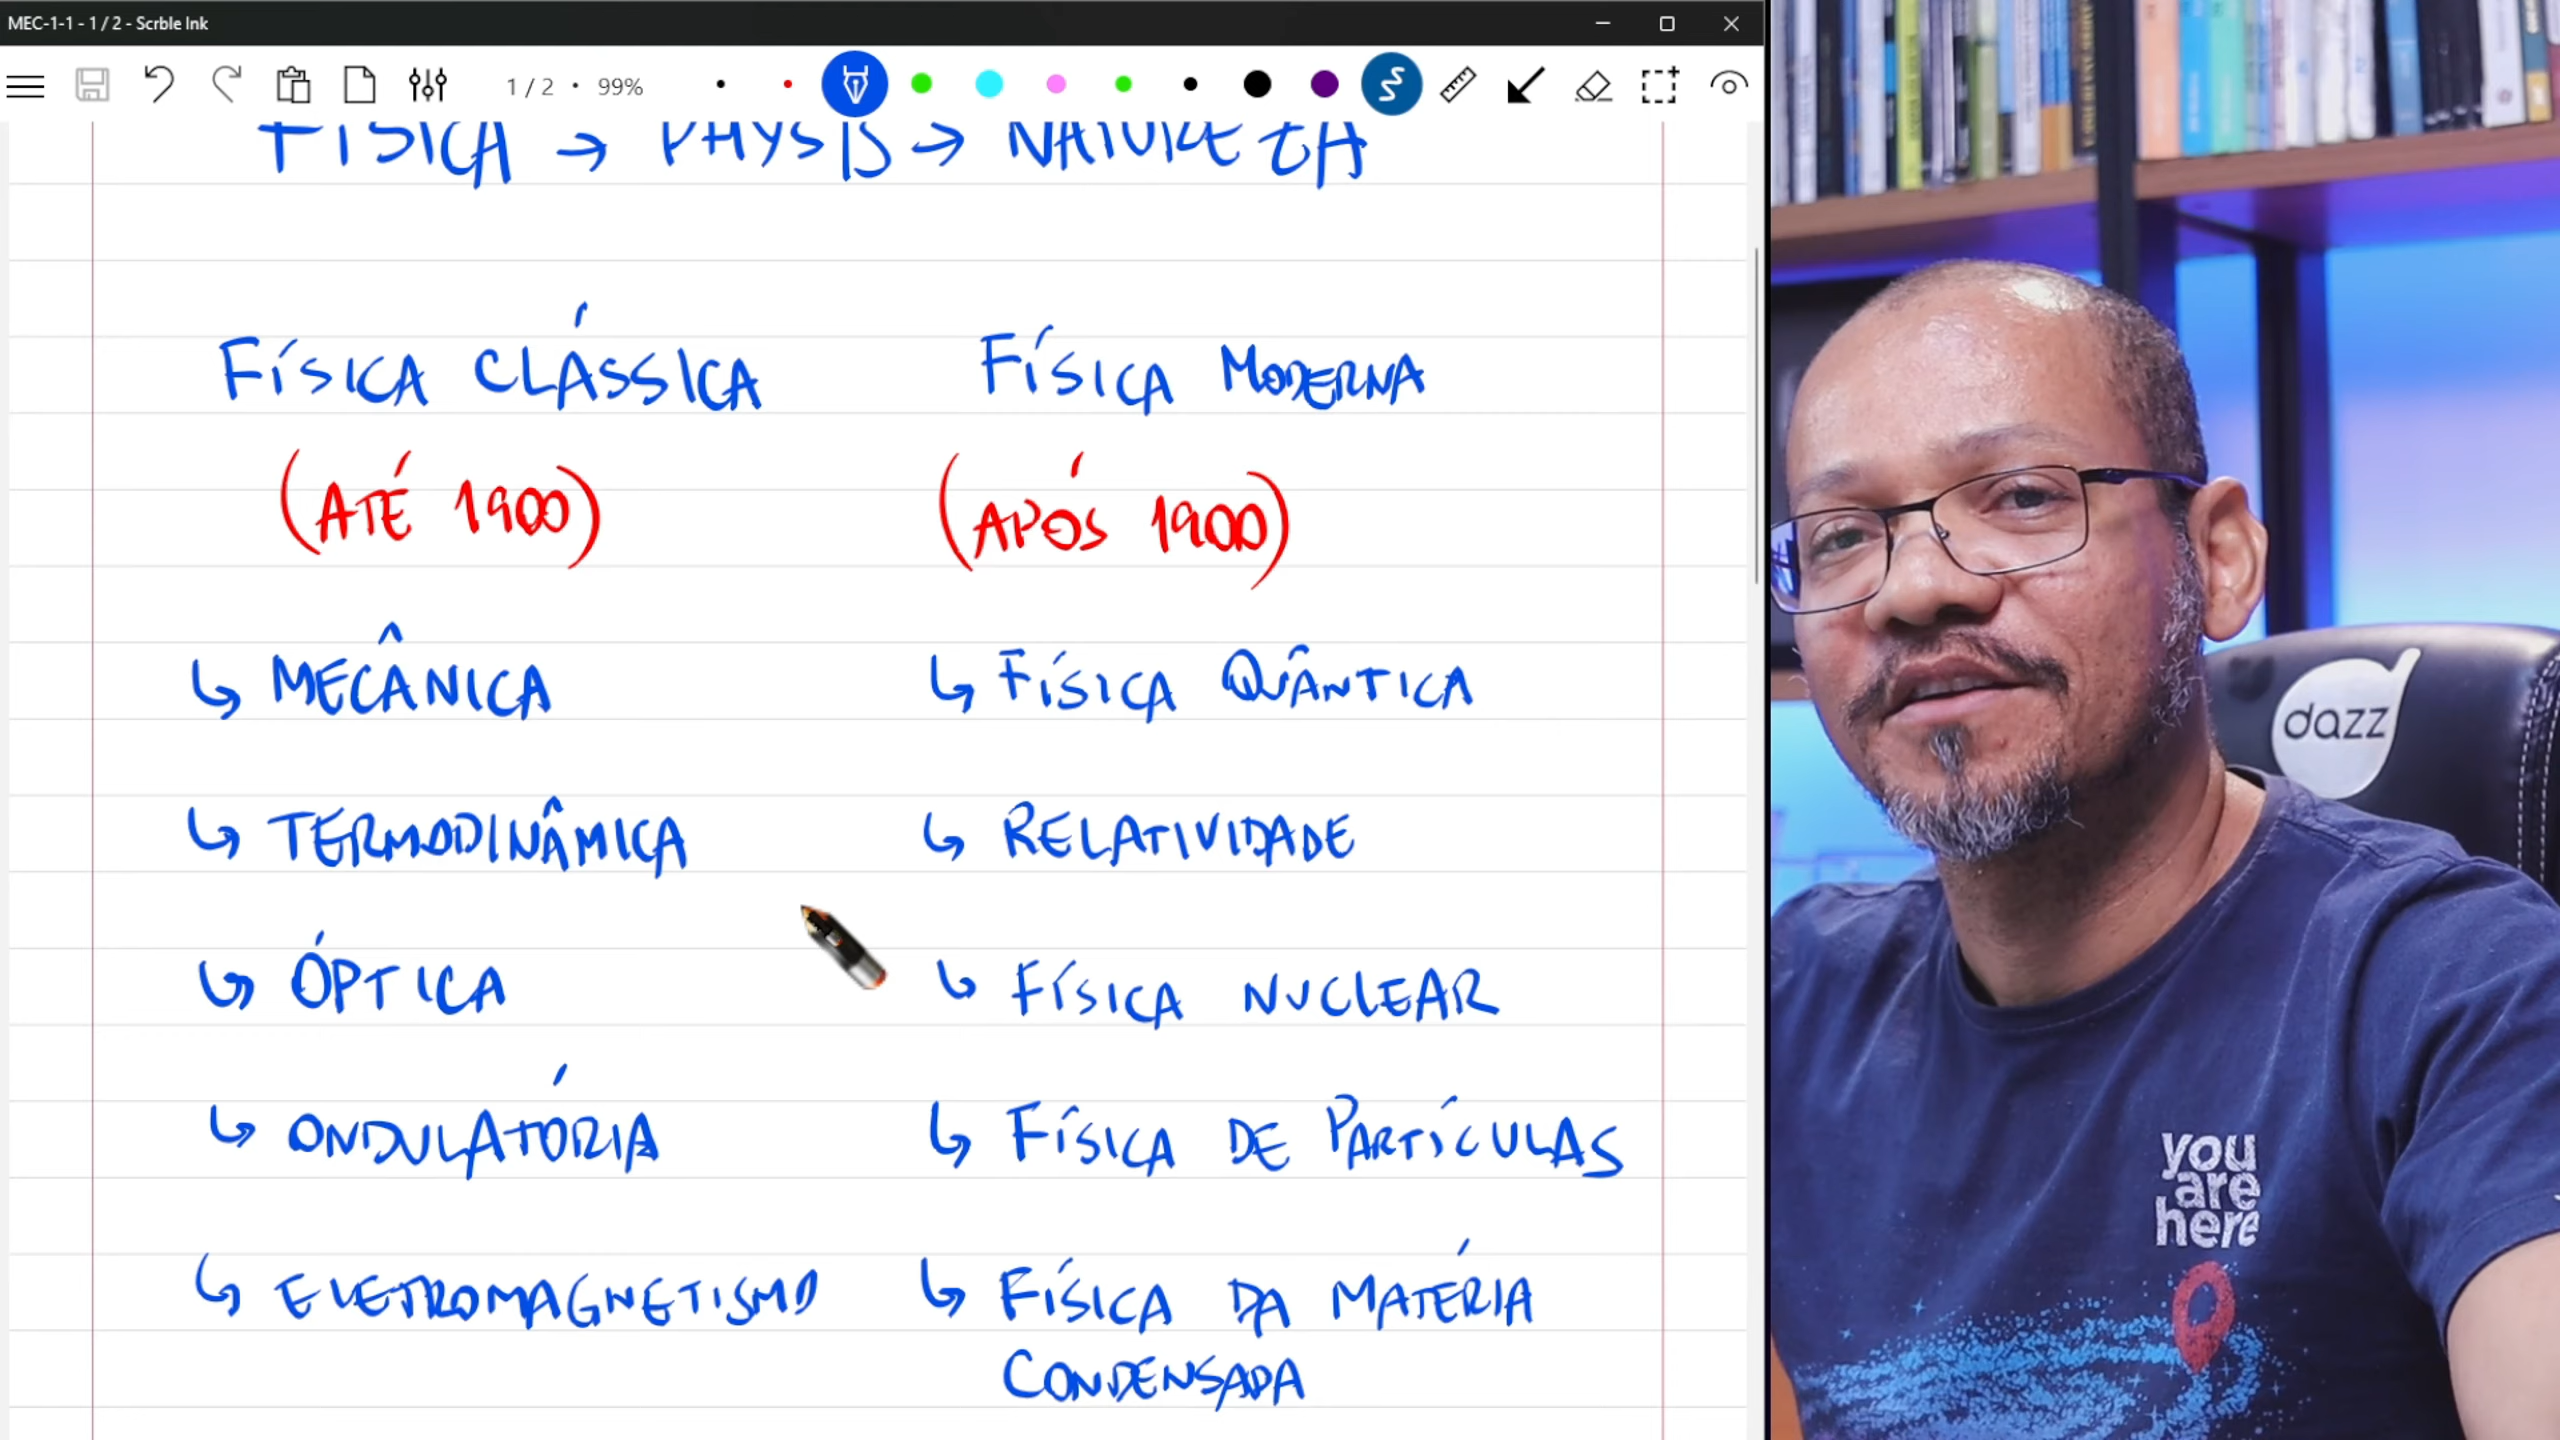 MEC-1-1 - 1 / 2 - Scrble Ink
1 / 2 • 99%
FÍSICA → PHYSIS → NATUREZA
FÍSICA CLÁSSICA
FÍSICA MODERNA
(ATÉ 1900)
(APÓS 1900)
↳ MECÂNICA
↳ FÍSICA QUÂNTICA
↳ TERMODINÂMICA
↳ RELATIVIDADE
↳ ÓPTICA
↳ FÍSICA NUCLEAR
↳ ONDULATÓRIA
↳ FÍSICA DE PARTÍCULAS
↳ ELETROMAGNETISMO
↳ FÍSICA DA MATÉRIA
CONDENSADA
dazz
you
are
here